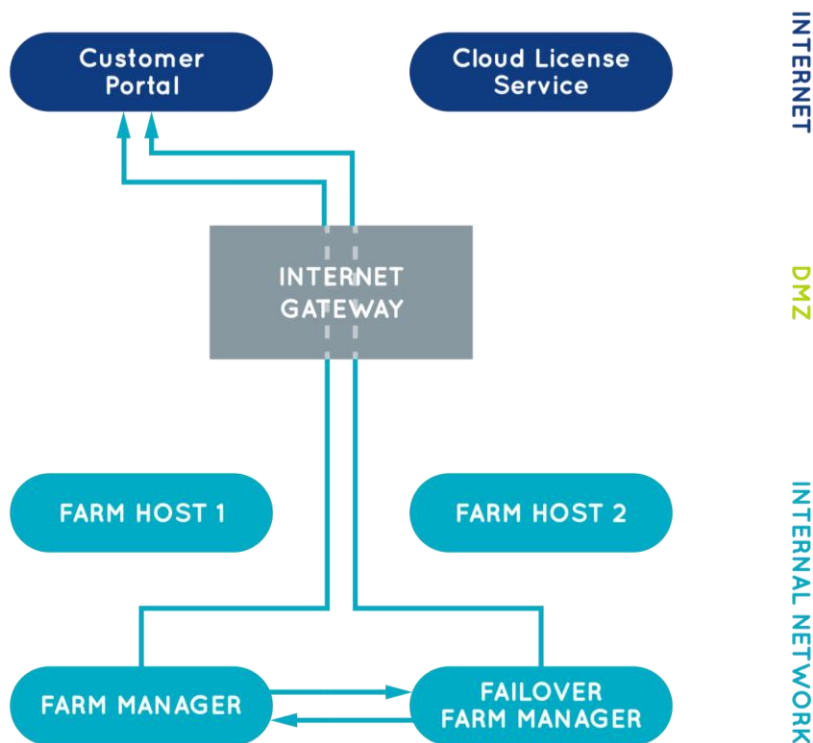 Customer
Portal
Cloud License
Service
INTERNET
INTERNET
GATEWAY
DMZ
FARM HOST 1
FARM HOST 2
INTERNAL NETWORK
FARM MANAGER
FAILOVER
FARM MANAGER